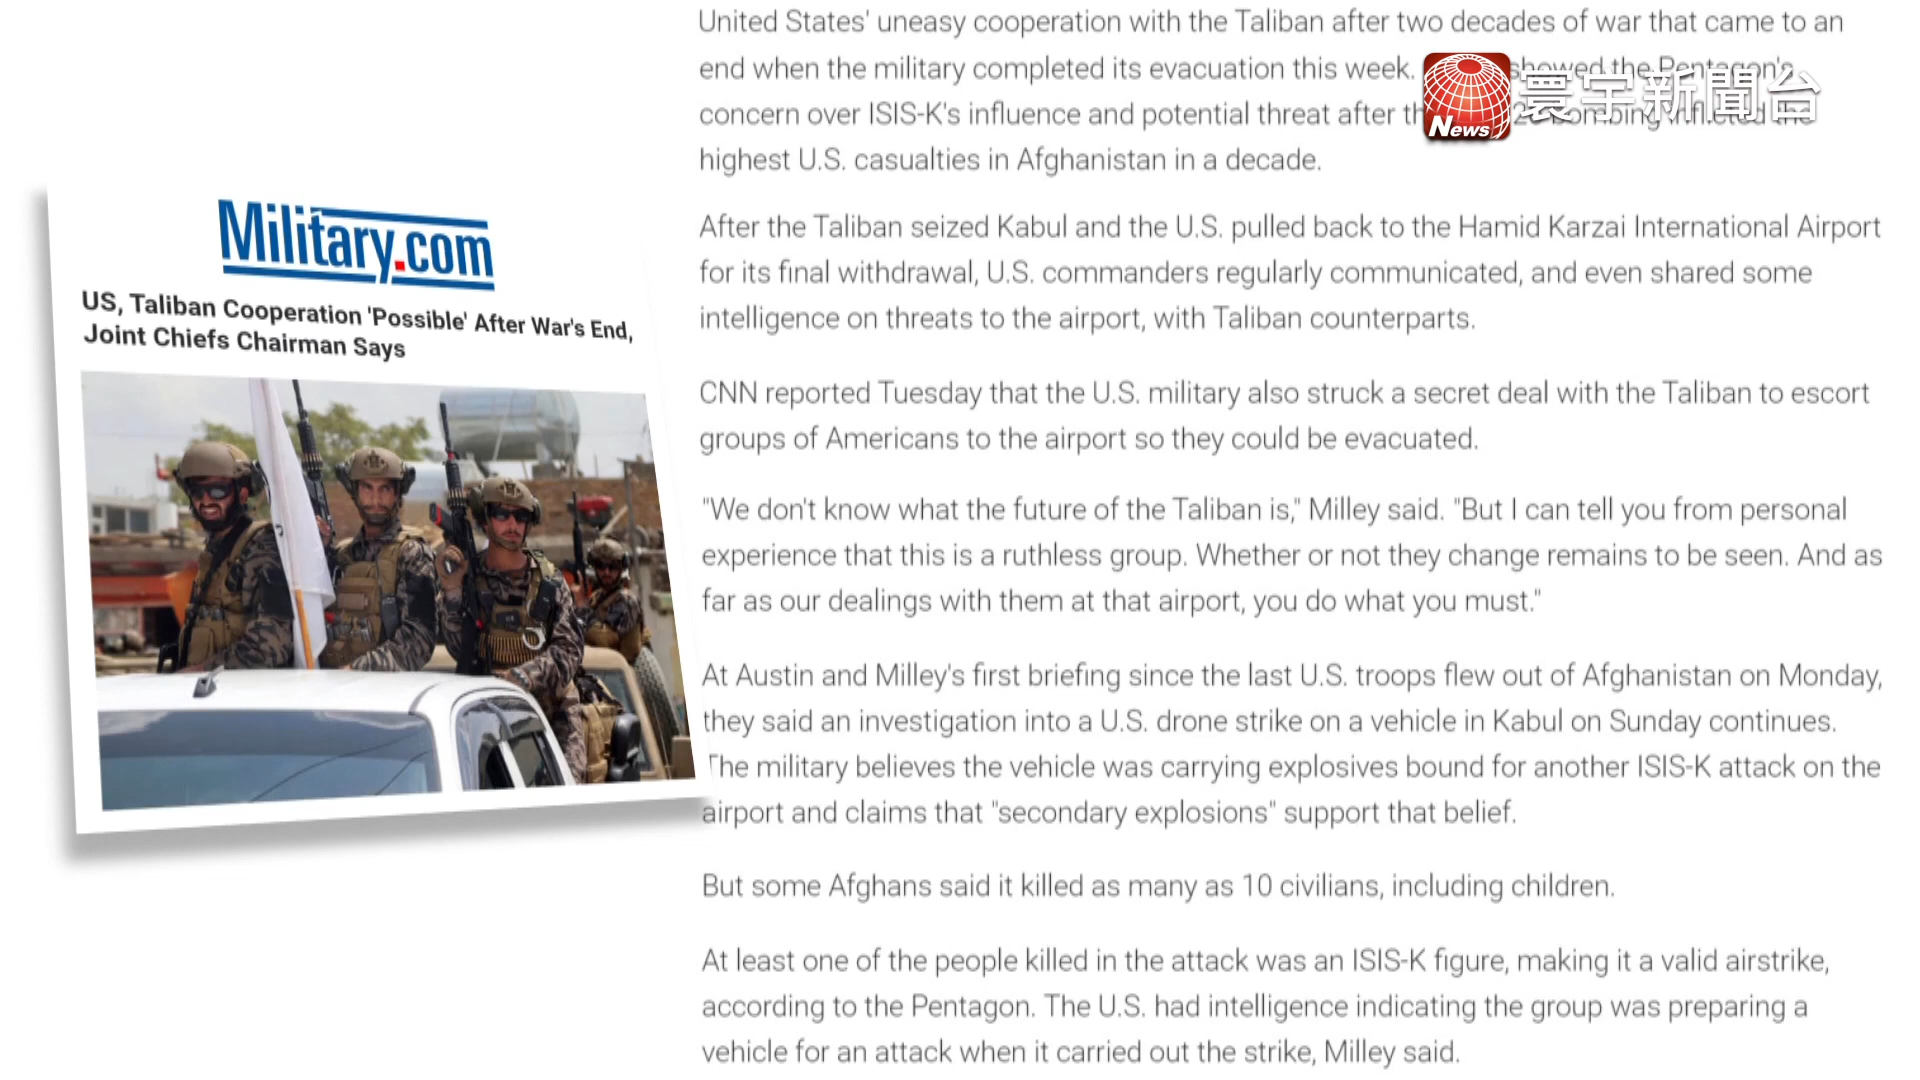 United States' uneasy cooperation with the Taliban after two decades of war that came to an
end when the military completed its evacuation this week. showed the Pentagon's
concern over ISIS-K's influence and potential threat after bombing inflicted the
highest U.S. casualties in Afghanistan in a decade.
News 寰宇新聞台
Military.com
US, Taliban Cooperation 'Possible' After War's End,
Joint Chiefs Chairman Says
After the Taliban seized Kabul and the U.S. pulled back to the Hamid Karzai International Airport
for its final withdrawal, U.S. commanders regularly communicated, and even shared some
intelligence on threats to the airport, with Taliban counterparts.
CNN reported Tuesday that the U.S. military also struck a secret deal with the Taliban to escort
groups of Americans to the airport so they could be evacuated.
"We don't know what the future of the Taliban is," Milley said. "But I can tell you from personal
experience that this is a ruthless group. Whether or not they change remains to be seen. And as
far as our dealings with them at that airport, you do what you must."
At Austin and Milley's first briefing since the last U.S. troops flew out of Afghanistan on Monday,
they said an investigation into a U.S. drone strike on a vehicle in Kabul on Sunday continues.
The military believes the vehicle was carrying explosives bound for another ISIS-K attack on the
airport and claims that "secondary explosions" support that belief.
But some Afghans said it killed as many as 10 civilians, including children.
At least one of the people killed in the attack was an ISIS-K figure, making it a valid airstrike,
according to the Pentagon. The U.S. had intelligence indicating the group was preparing a
vehicle for an attack when it carried out the strike, Milley said.